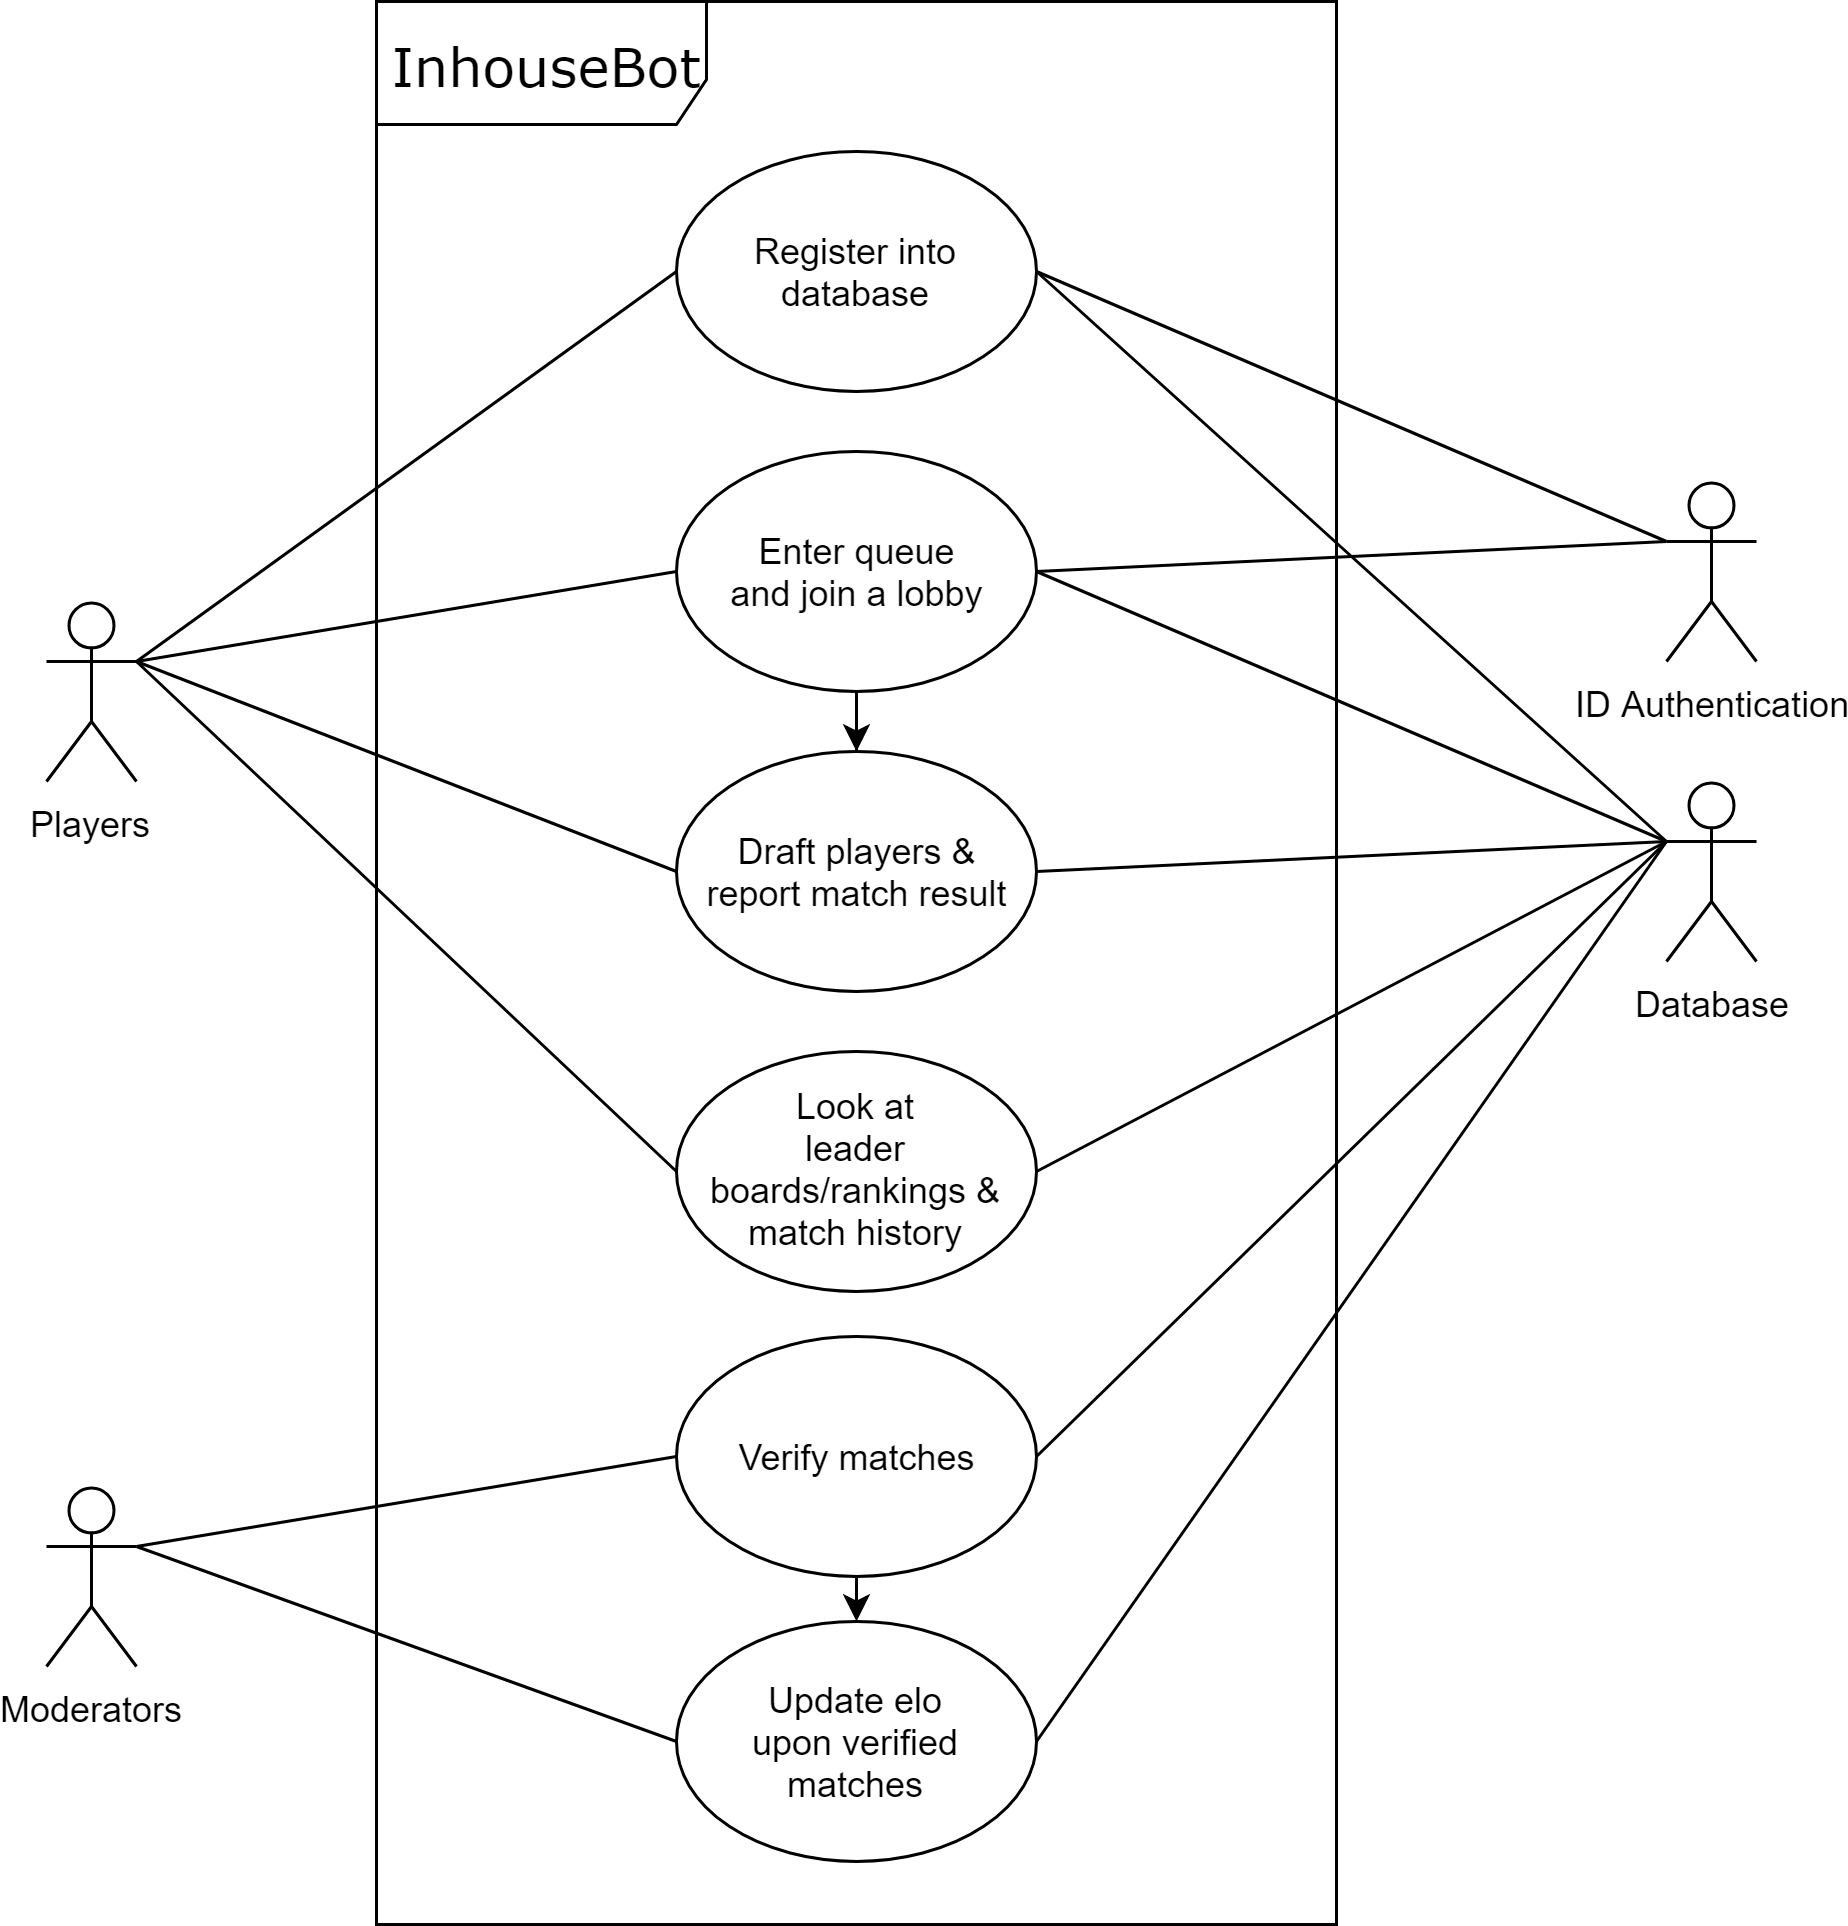 InhouseBot
Register into
database
Enter queue
and join a lobby
ID Authentication
Players
Draft players &
report match result
Database
Look at
leader
boards/rankings &
match history
Verify matches
Moderators
Update elo
upon verified
matches